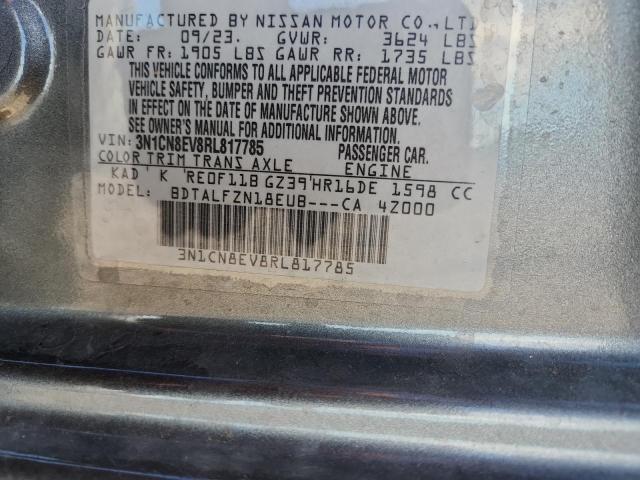 MANUFACTURED BY NISSAN MOTOR CO., LT
DATE: 09/23. GVWR: 3624 LBS
GAWR FR: 1905 LBS GAWR RR: 1735 LBS
THIS VEHICLE CONFORMS TO ALL APPLICABLE FEDERAL MOTOR
VEHICLE SAFETY, BUMPER AND THEFT PREVENTION STANDARDS
IN EFFECT ON THE DATE OF MANUFACTURE SHOWN ABOVE.
SEE OWNER'S MANUAL FOR ADDITIONAL INFORMATION.
VIN: 3N1CN8EV8RL817785 PASSENGER CAR.
COLOR TRIM TRANS AXLE ENGINE
KAD K RE0F11B GZ39 HR16DE 1598 CC
MODEL: BDTALFZN18EUB---CA 4Z000
3N1CN8EV8RL817785